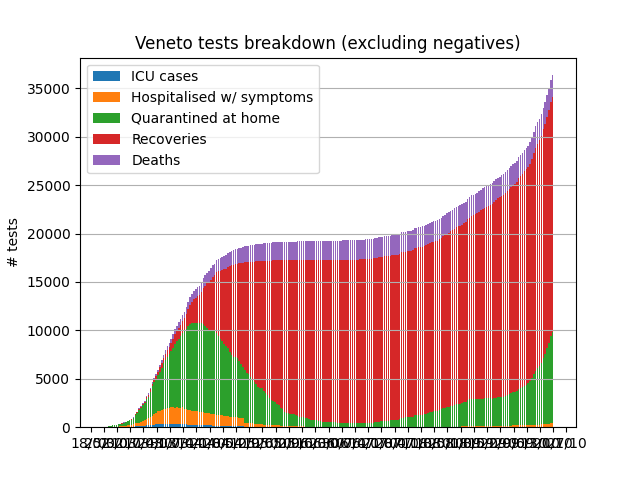 Veneto tests breakdown (excluding negatives)
ICU cases
Hospitalised w/ symptoms
Quarantined at home
Recoveries
Deaths
# tests
35000
30000
25000
20000
15000
10000
5000
0